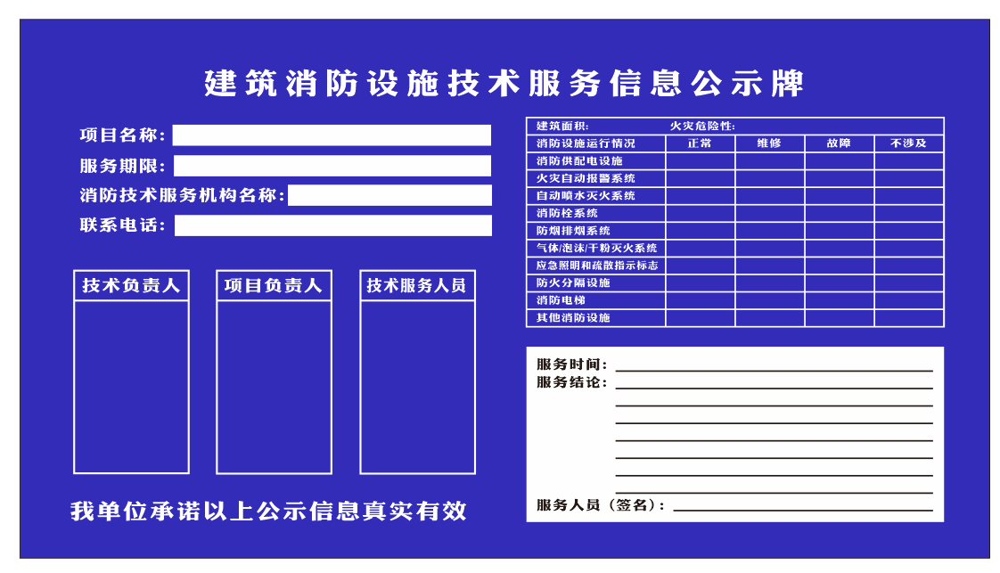 建筑消防设施技术服务信息公示牌
项目名称:
服务期限:
消防技术服务机构名称:
联系电话:
技术负责人
项目负责人
技术服务人员
我单位承诺以上公示信息真实有效
建筑面积: 火灾危险性:
消防设施运行情况 正常 维修 故障 不涉及
消防供配电设施
火灾自动报警系统
自动喷水灭火系统
消防栓系统
防烟排烟系统
气体/泡沫/干粉灭火系统
应急照明和疏散指示标志
防火分隔设施
消防电梯
其他消防设施
服务时间:
服务结论:
服务人员（签名）: